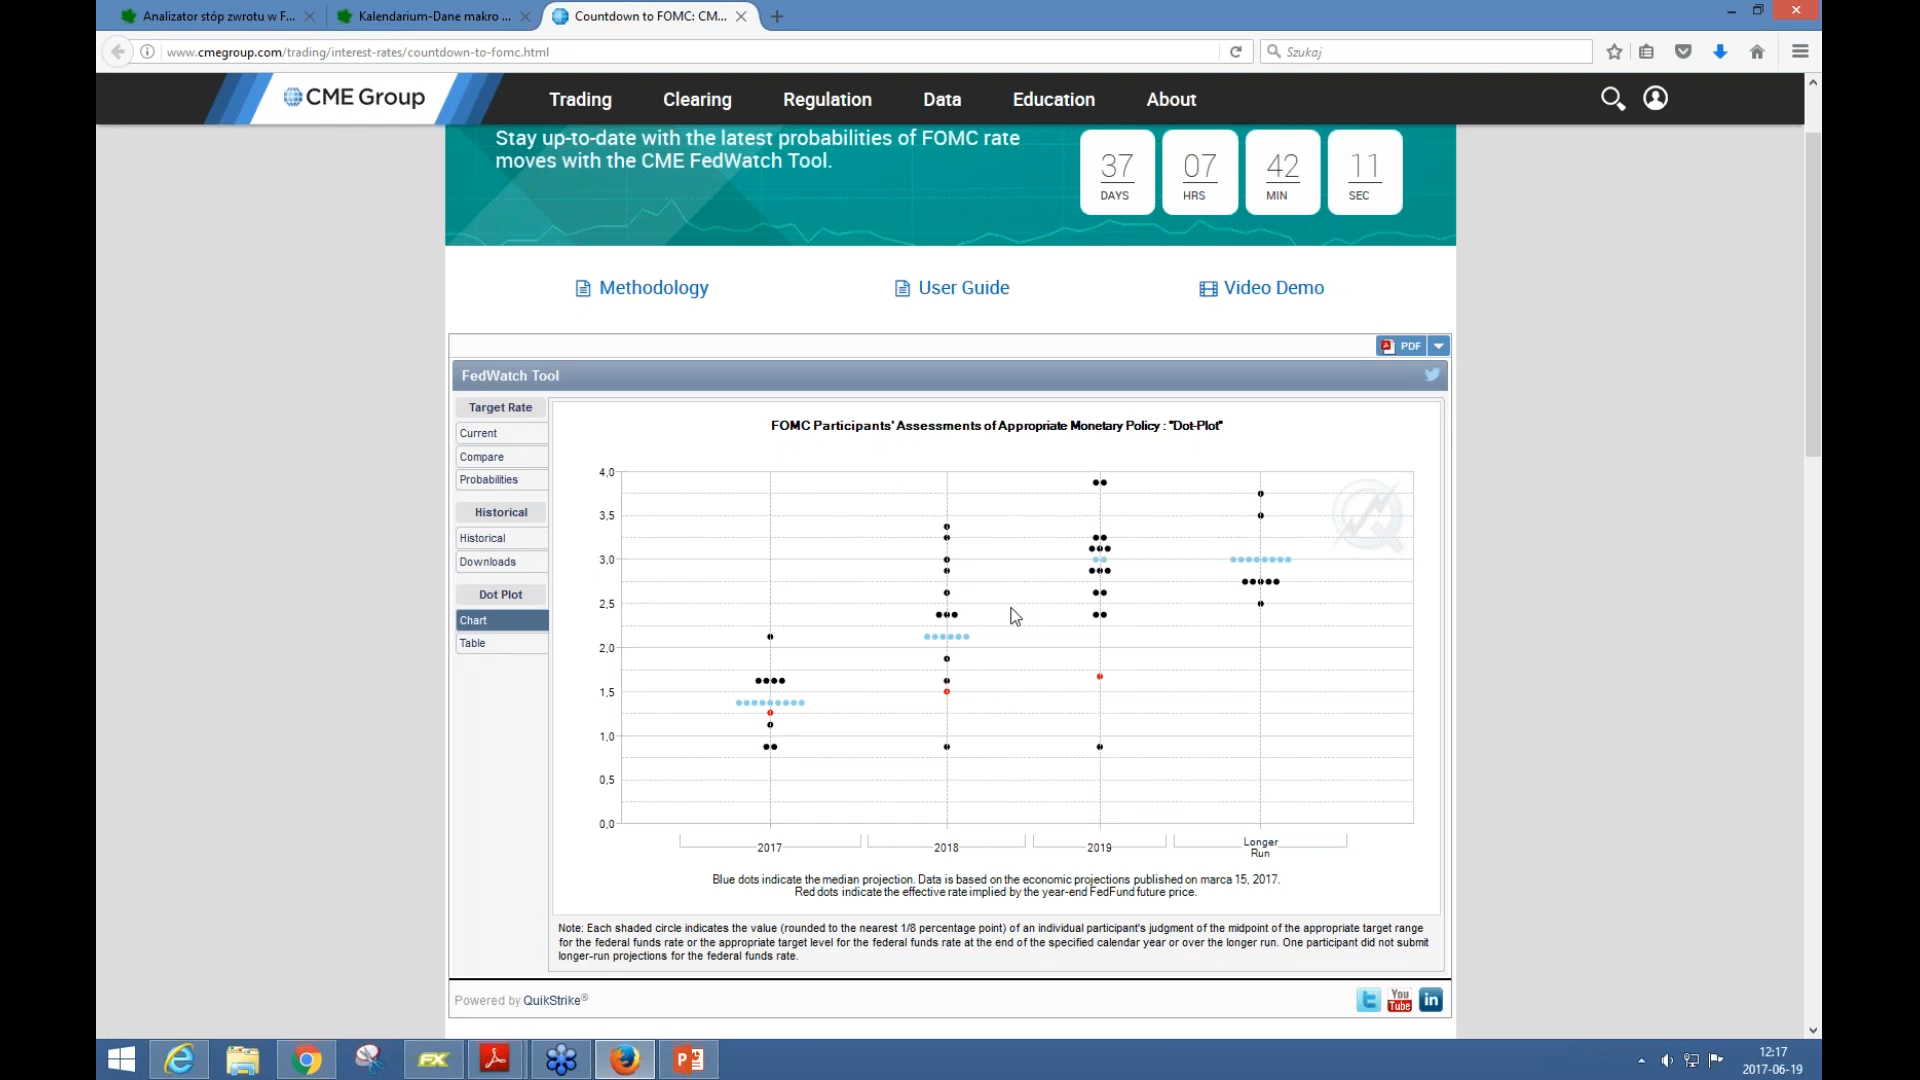 Analizator stóp zwrotu w F...
Kalendarium-Dane makro ...
Countdown to FOMC: CM...
www.cmegroup.com/trading/interest-rates/countdown-to-fomc.html
Szukaj
CME Group
Trading
Clearing
Regulation
Data
Education
About
Stay up-to-date with the latest probabilities of FOMC rate
moves with the CME FedWatch Tool.
37
07
42
11
DAYS
HRS
MIN
SEC
Methodology
User Guide
Video Demo
PDF
FedWatch Tool
Target Rate
Current
Compare
Probabilities
Historical
Historical
Downloads
Dot Plot
Chart
Table
FOMC Participants' Assessments of Appropriate Monetary Policy : "Dot-Plot"
4,0
3,5
3,0
2,5
2,0
1,5
1,0
0,5
0,0
2017
2018
2019
Longer
Run
Blue dots indicate the median projection. Data is based on the economic projections published on marca 15, 2017.
Red dots indicate the effective rate implied by the year-end FedFund future price.
Note: Each shaded circle indicates the value (rounded to the nearest 1/8 percentage point) of an individual participant's judgment of the midpoint of the appropriate target range
for the federal funds rate or the appropriate target level for the federal funds rate at the end of the specified calendar year or over the longer run. One participant did not submit
longer-run projections for the federal funds rate.
Powered by QuikStrike®
You
Tube
in
FX
12:17
2017-06-19